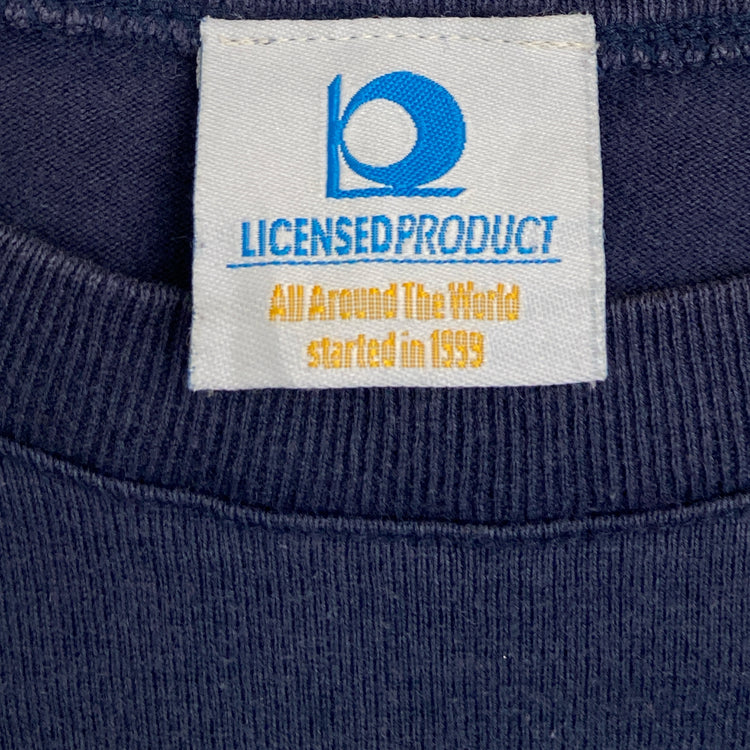 LICENSEDPRODUCT
All Around The World
started in 1999